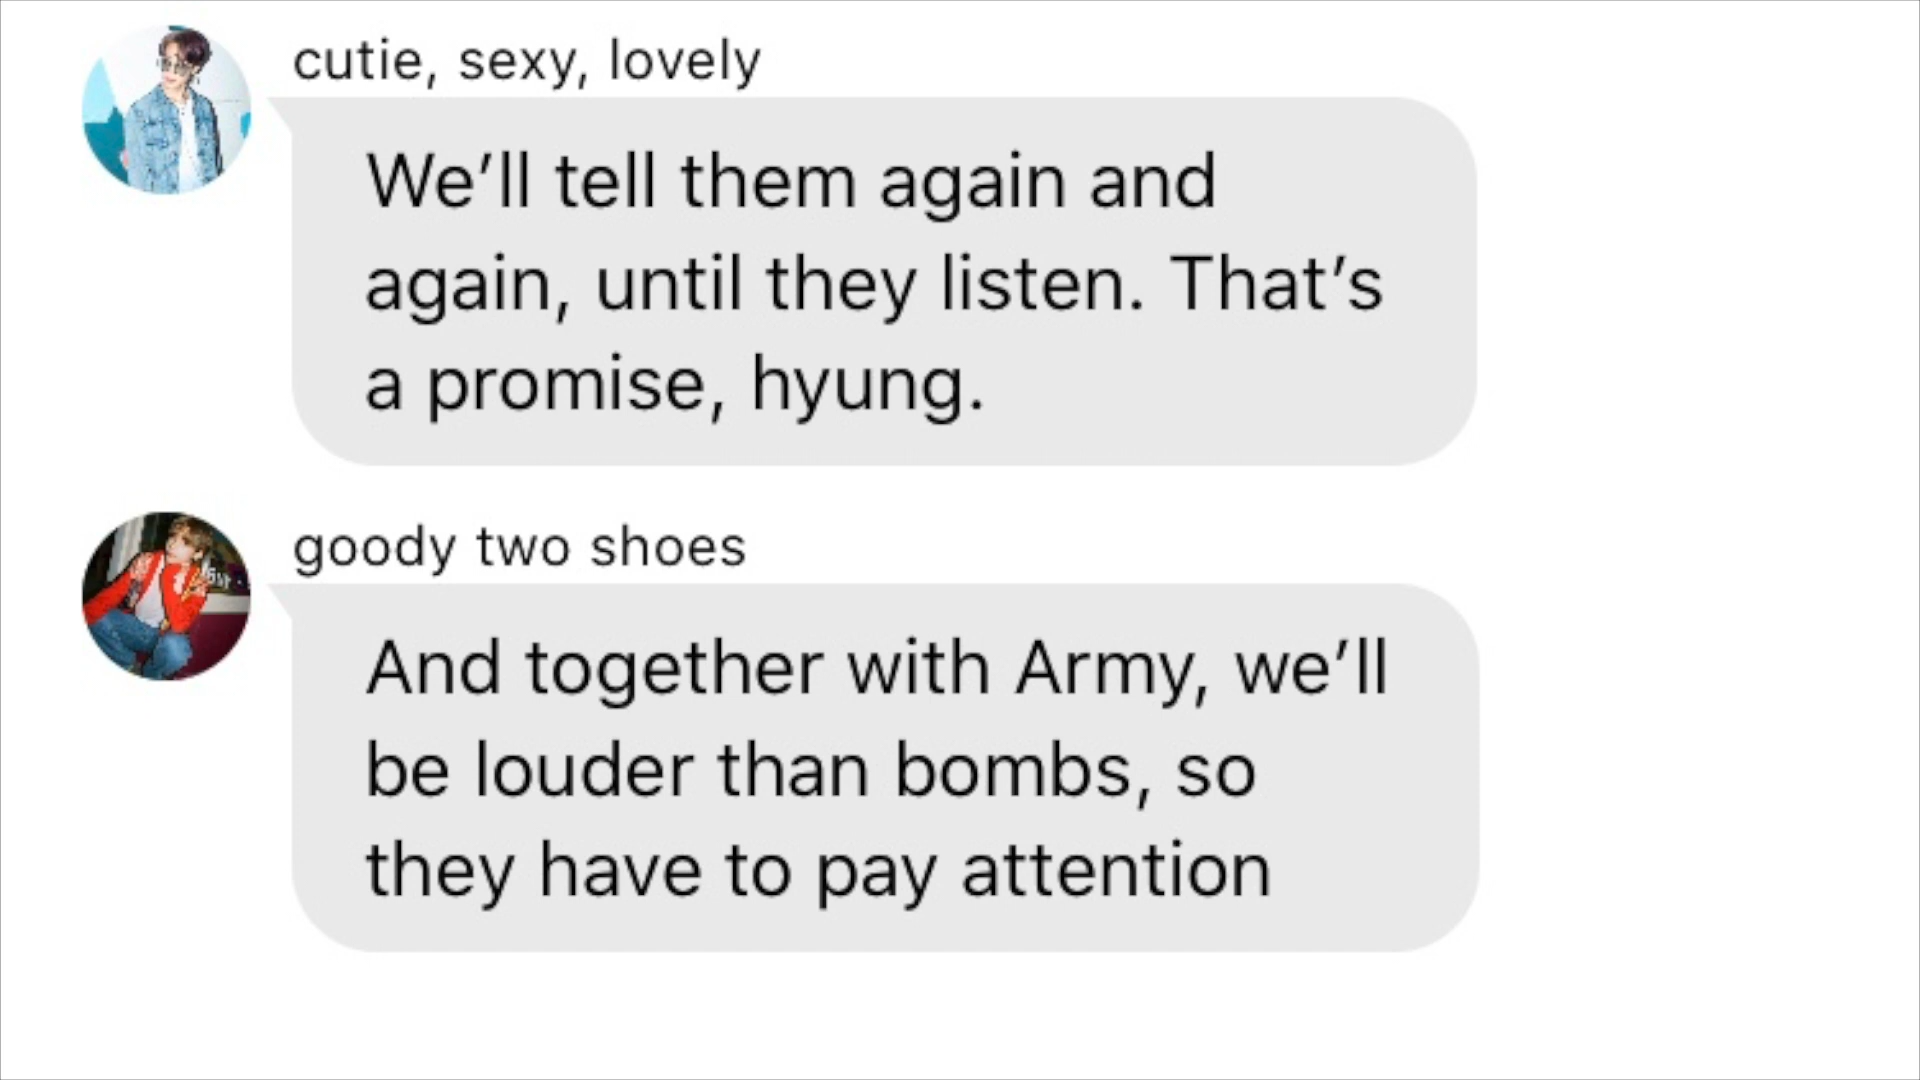 cutie, sexy, lovely
We’ll tell them again and
again, until they listen. That’s
a promise, hyung.
goody two shoes
And together with Army, we’ll
be louder than bombs, so
they have to pay attention